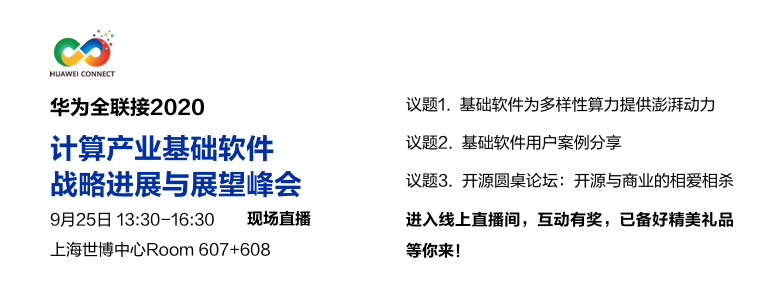 HUAWEI CONNECT
华为全联接2020
计算产业基础软件
战略进展与展望峰会
9月25日 13:30-16:30 现场直播
上海世博中心Room 607+608
议题1. 基础软件为多样性算力提供澎湃动力
议题2. 基础软件用户案例分享
议题3. 开源圆桌论坛：开源与商业的相爱相杀
进入线上直播间，互动有奖，已备好精美礼品
等你来！